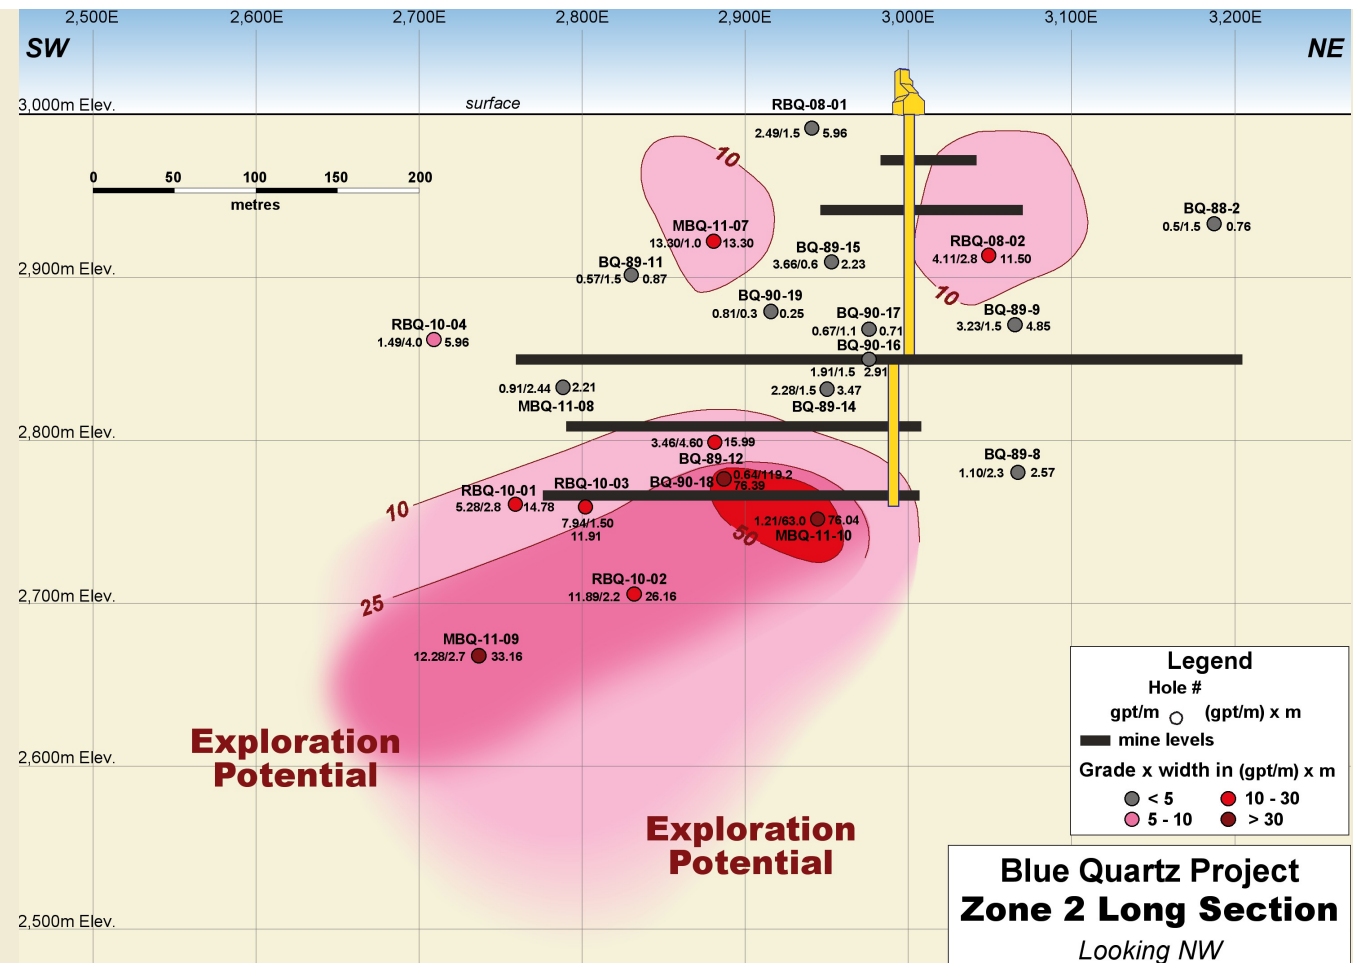 2,500E 2,600E 2,700E 2,800E 2,900E 3,000E 3,100E 3,200E
SW
NE
3,000m Elev.
surface
RBQ-08-01
2.49/1.5 5.96
10
0 50 100 150 200
metres
MBQ-11-07
13.30/1.0 13.30
BQ-88-2
0.5/1.5 0.76
RBQ-08-02
4.11/2.8 11.50
10
BQ-89-15
3.66/0.6 2.23
BQ-89-11
0.57/1.5 0.87
2,900m Elev.
BQ-90-19
0.81/0.3 0.25
BQ-90-17
0.67/1.1 0.71
BQ-89-9
3.23/1.5 4.85
RBQ-10-04
1.49/4.0 5.96
BQ-90-16
1.91/1.5 2.91
0.91/2.44 2.21
MBQ-11-08
2.28/1.5 3.47
BQ-89-14
2,800m Elev.
3.46/4.60 15.99
BQ-89-12
BQ-89-8
1.10/2.3 2.57
BQ-90-18 0.64/119.2
76.39
RBQ-10-01
5.28/2.8 14.78
RBQ-10-03
7.94/1.50
11.91
10
1.21/63.0 76.04
MBQ-11-10
50
RBQ-10-02
11.89/2.2 26.16
25
2,700m Elev.
MBQ-11-09
12.28/2.7 33.16
Exploration
Potential
2,600m Elev.
Exploration
Potential
2,500m Elev.
Legend
Hole #
gpt/m (gpt/m) x m
mine levels
Grade x width in (gpt/m) x m
< 5 10 - 30
5 - 10 > 30
Blue Quartz Project
Zone 2 Long Section
Looking NW